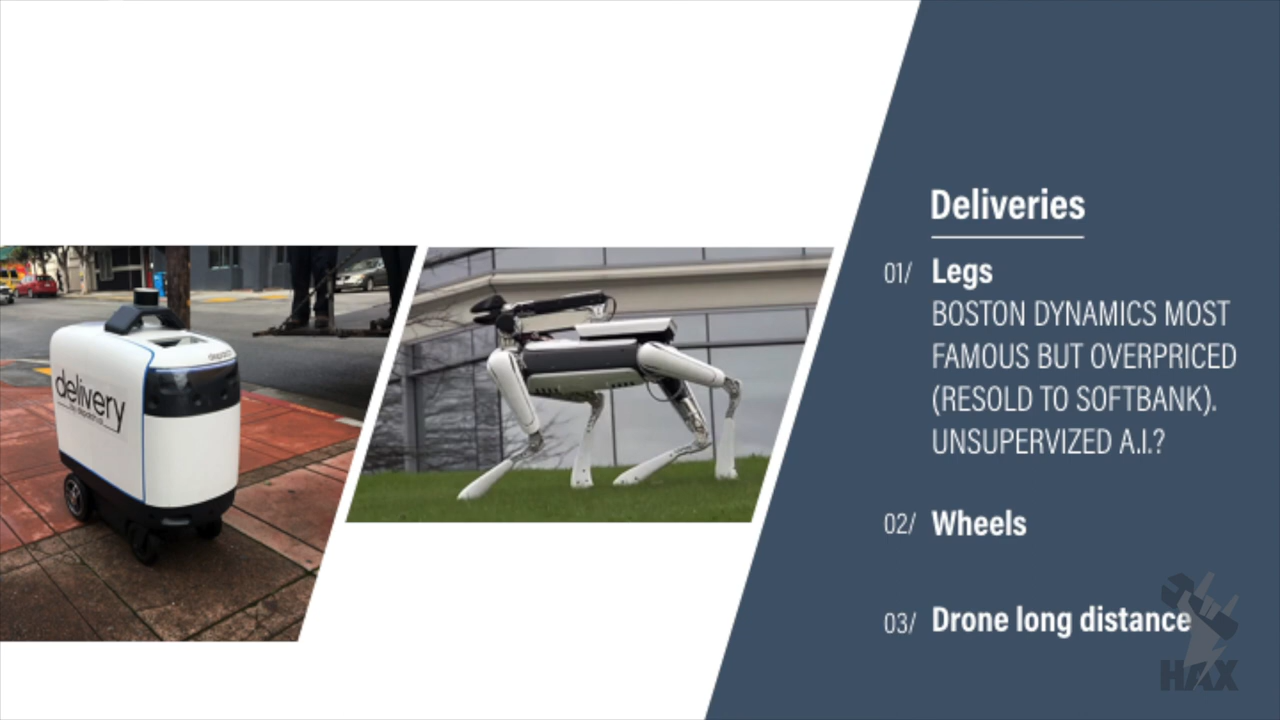 Deliveries
01/ Legs
BOSTON DYNAMICS MOST
FAMOUS BUT OVERPRICED
(RESOLD TO SOFTBANK).
UNSUPERVIZED A.I.?
02/ Wheels
03/ Drone long distance
HAX
delivery
dispatch